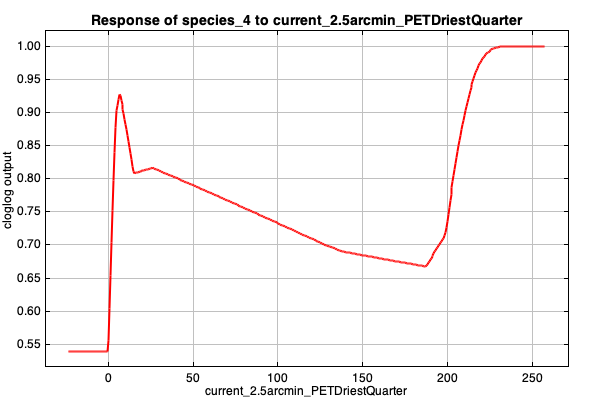 Response of species_4 to current_2.5arcmin_PETDriestQuarter
cloglog output
1.00
0.95
0.90
0.85
0.80
0.75
0.70
0.65
0.60
0.55
0 50 100 150 200 250
current_2.5arcmin_PETDriestQuarter